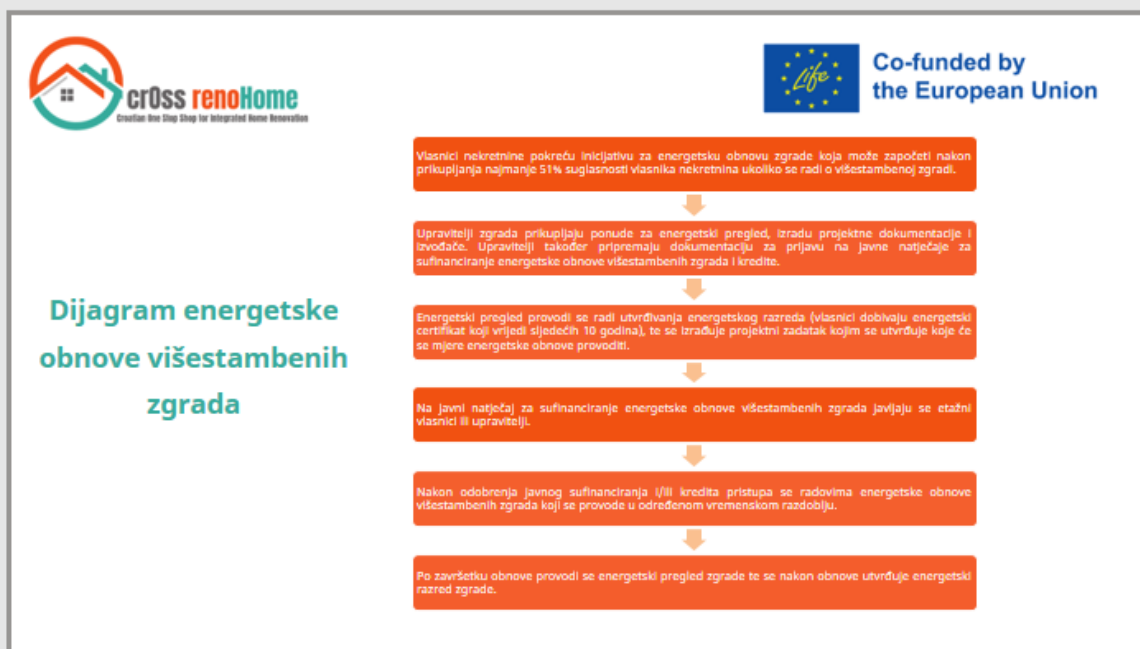 crOss renoHome
Croatian One Stop Shop for Integrated Home Renovation
Life
Co-funded by
the European Union
Dijagram energetske
obnove višestambenih
zgrada
Vlasnici nekretnine pokreću inicijativu za energetsku obnovu zgrade koja može započeti nakon
prikupljanja najmanje 51% suglasnosti vlasnika nekretnina ukoliko se radi o višestambenoj zgradi.
Upravitelji zgrada prikupljaju ponude za energetski pregled, izradu projektne dokumentacije i
izvođače. Upravitelji također pripremaju dokumentaciju za prijavu na javne natječaje za
sufinanciranje energetske obnove višestambenih zgrada i kredite.
Energetski pregled provodi se radi utvrđivanja energetskog razreda (vlasnici dobivaju energetski
certifikat koji vrijedi sljedećih 10 godina), te se izrađuje projektni zadatak kojim se utvrđuje koje će
se mjere energetske obnove provoditi.
Na javni natječaj za sufinanciranje energetske obnove višestambenih zgrada javljaju se etažni
vlasnici ili upravitelji.
Nakon odobrenja javnog sufinanciranja i/ili kredita pristupa se radovima energetske obnove
višestambenih zgrada koji se provode u određenom vremenskom razdoblju.
Po završetku obnove provodi se energetski pregled zgrade te se nakon obnove utvrđuje energetski
razred zgrade.